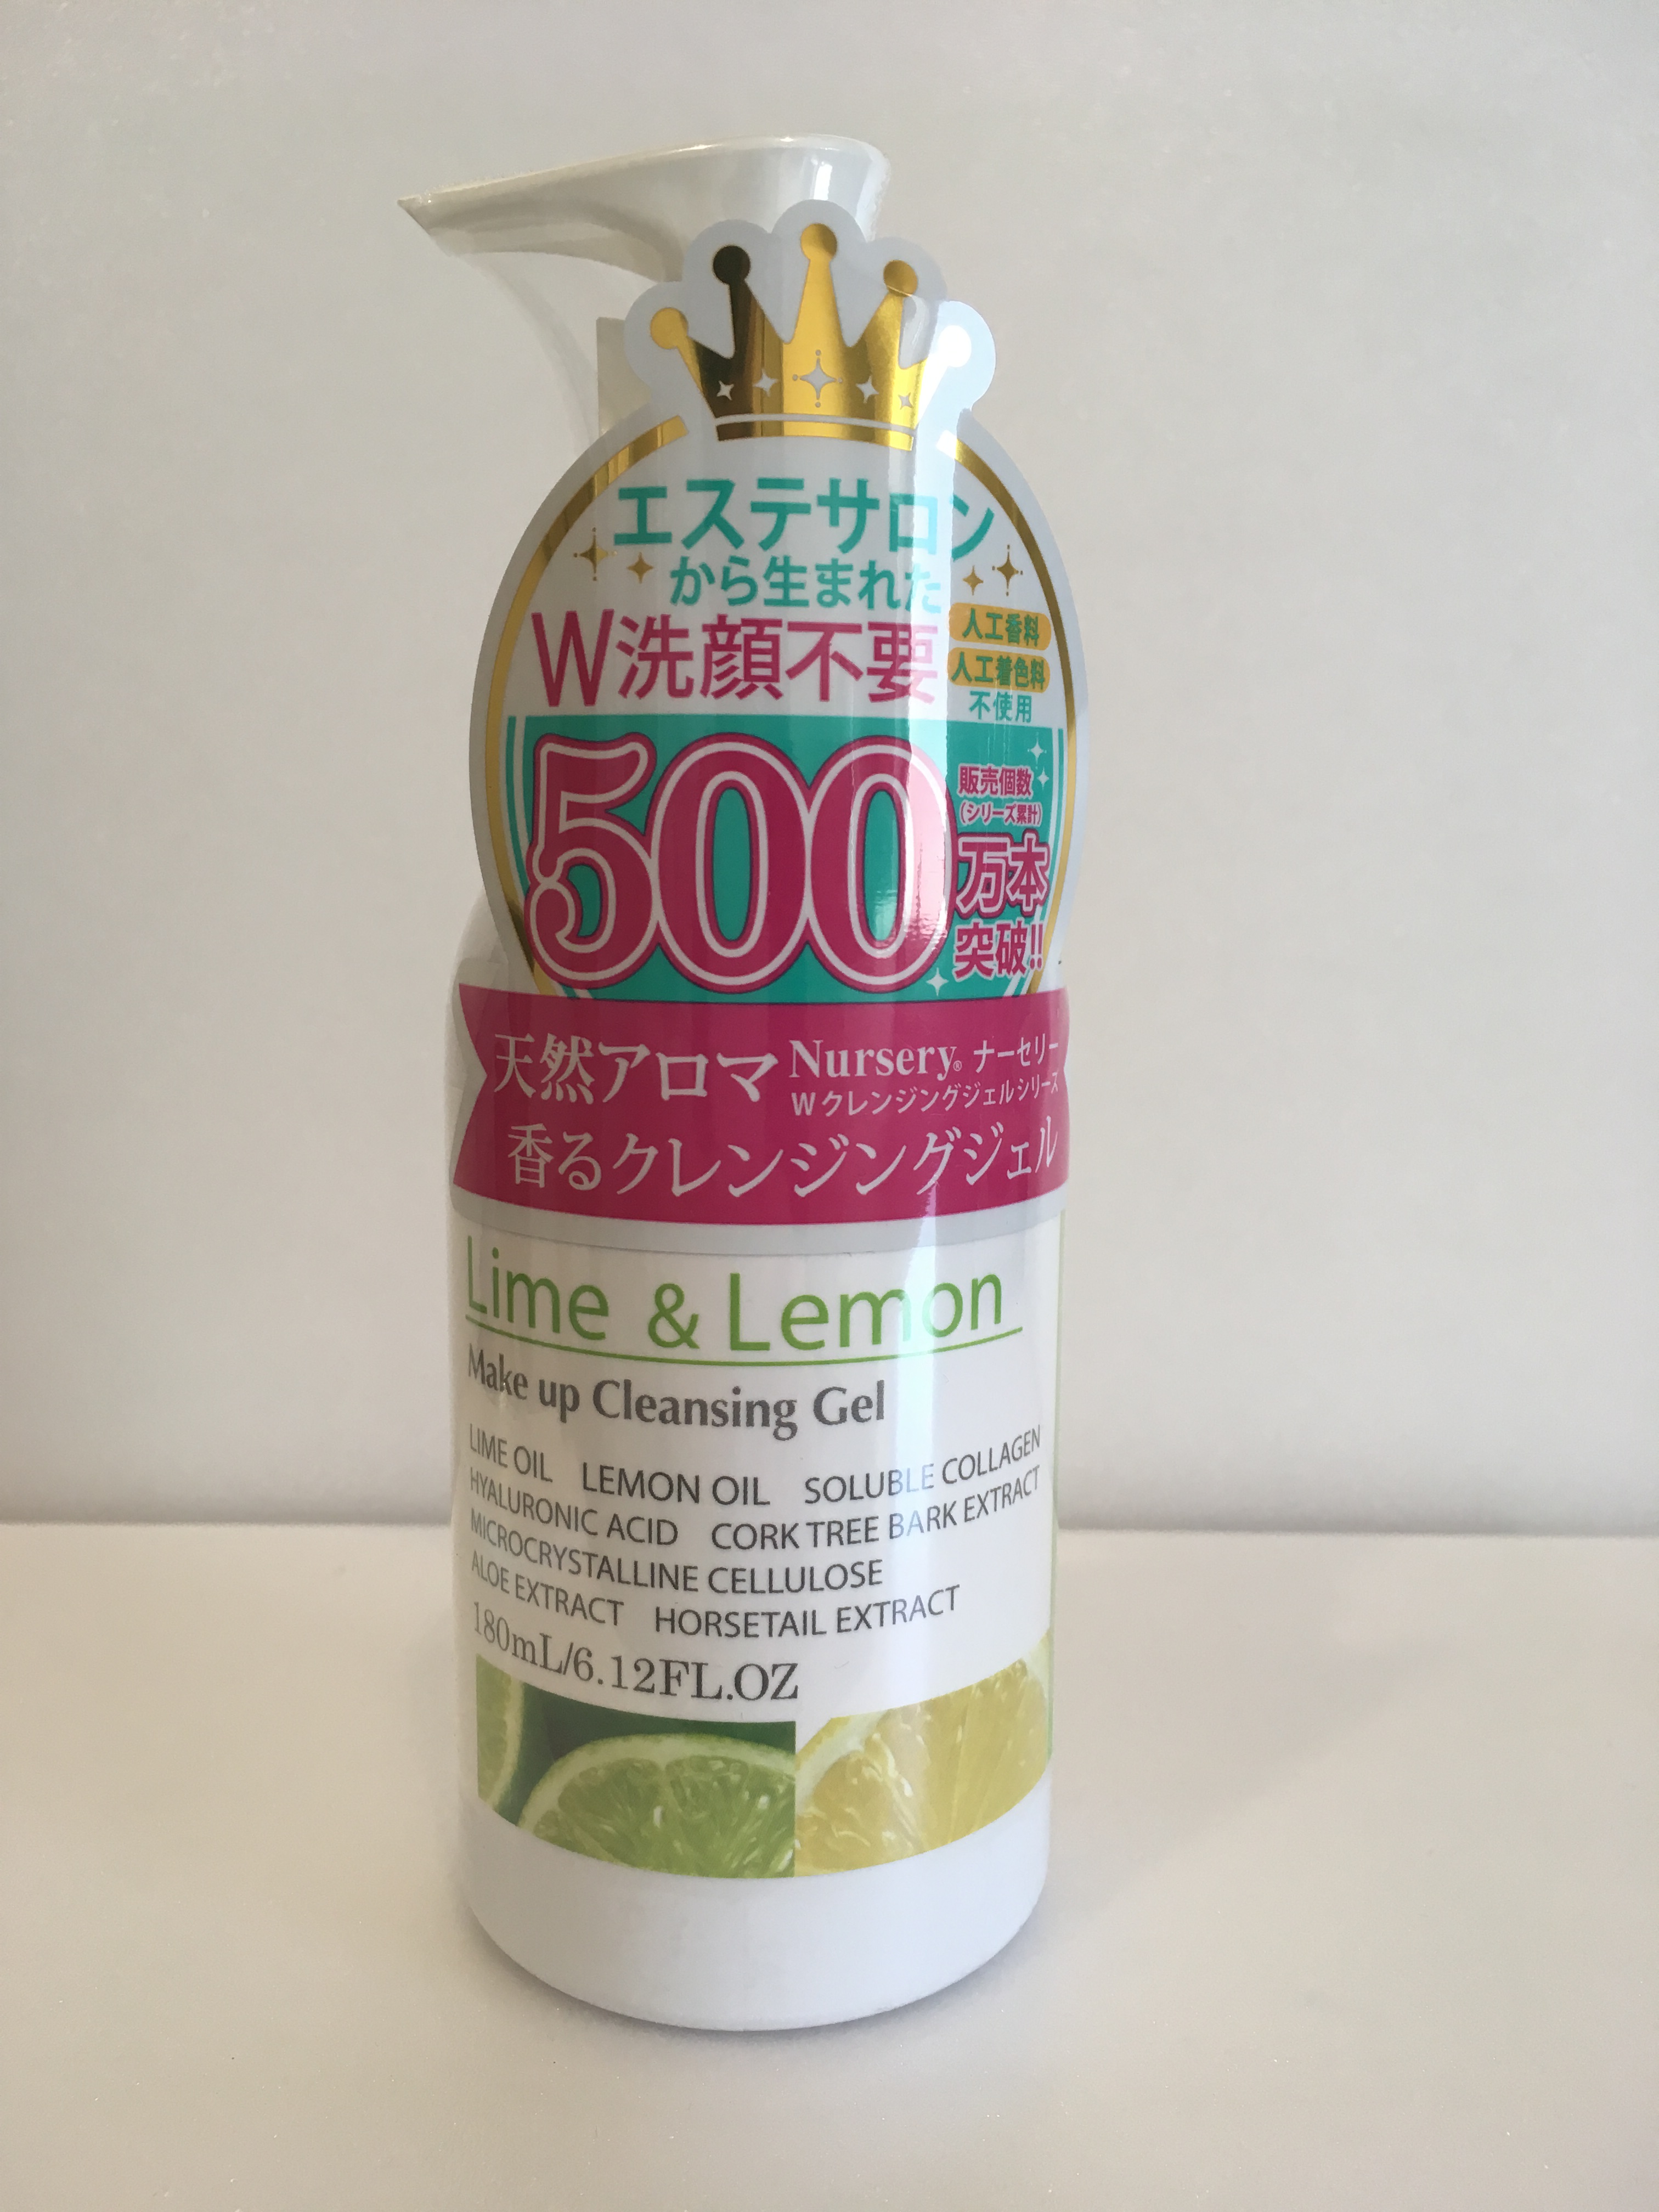 エステサロン
から生まれた
W洗顔不要
人工香料
人工着色料
不使用
500
販売個数
(シリーズ累計)
万本
突破!!
天然アロマ
Nursery® ナーセリー
Wクレンジングジェルシリーズ
香るクレンジングジェル
Lime & Lemon
Make up Cleansing Gel
LIME OIL LEMON OIL SOLUBLE COLLAGEN
HYALURONIC ACID CORK TREE BARK EXTRACT
MICROCRYSTALLINE CELLULOSE
ALOE EXTRACT HORSETAIL EXTRACT
180mL/6.12FL.OZ